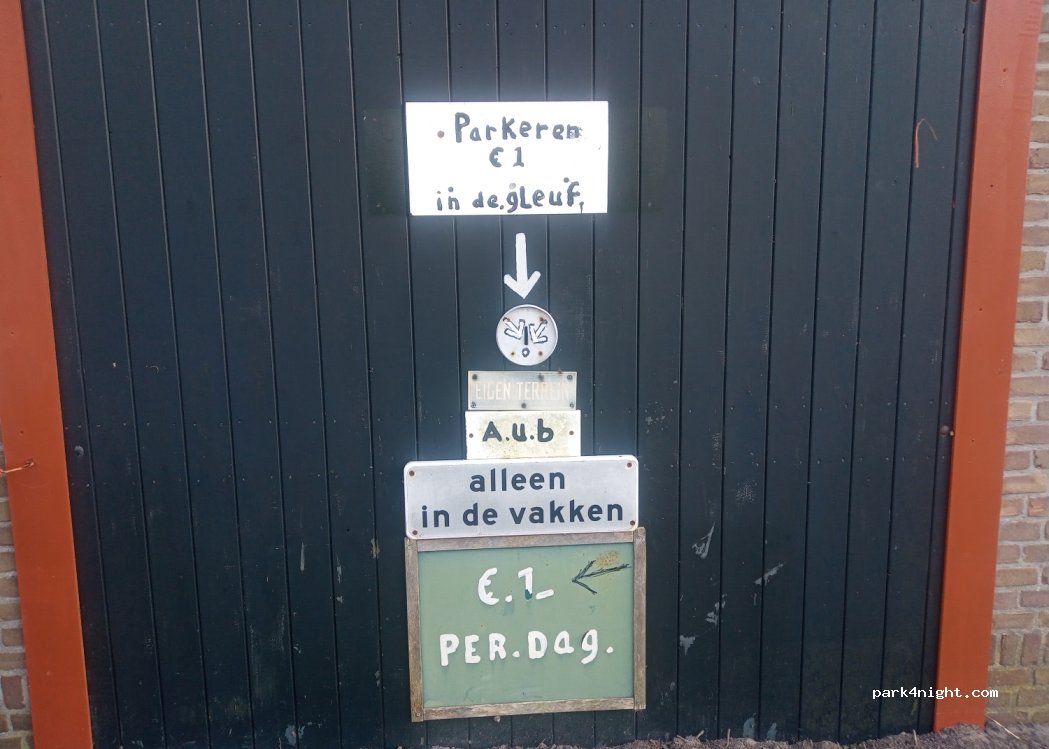 Parkeren
€ 1
in de.gLeuf.
EIGEN TERREIN
A.u.b
alleen
in de vakken
€.1_
PER.DAg.
park4night.com